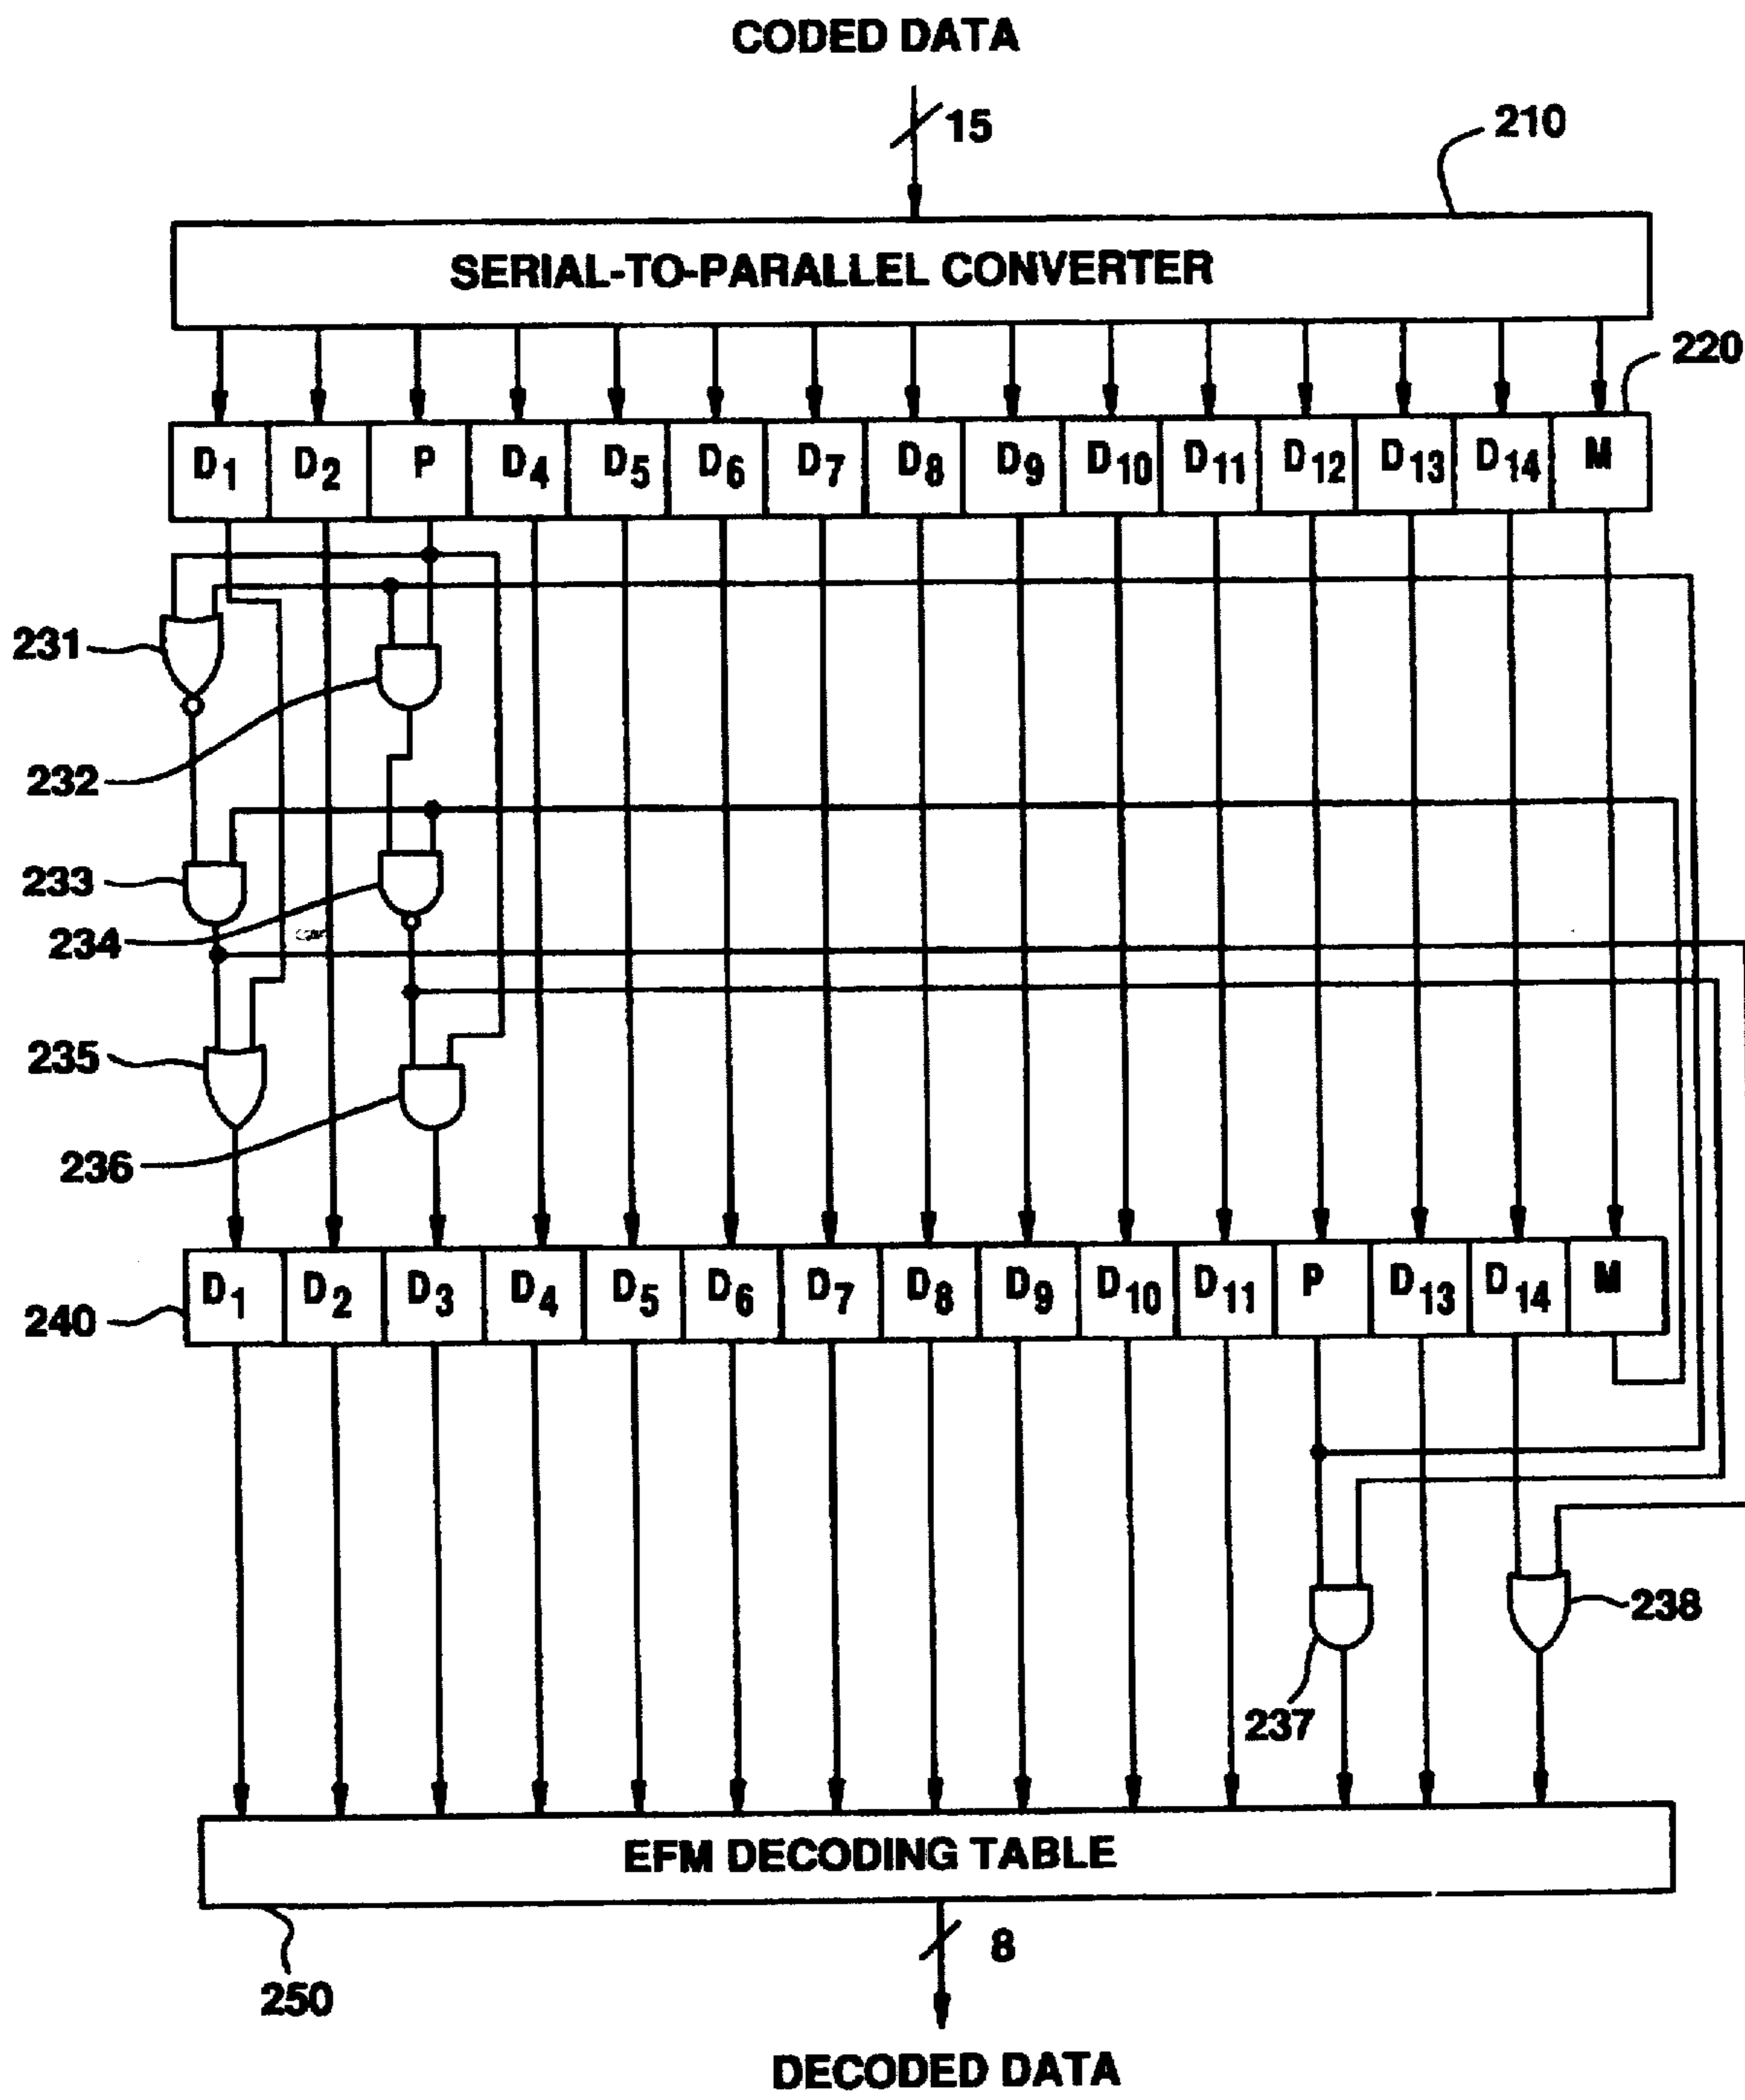 CODED DATA
15
210
SERIAL-TO-PARALLEL CONVERTER
220
D1 D2 P D4 D5 D6 D7 D8 D9 D10 D11 D12 D13 D14 M
231
232
233
234
235
236
D1 D2 D3 D4 D5 D6 D7 D8 D9 D10 D11 P D13 D14 M
240
238
237
EFM DECODING TABLE
8
250
DECODED DATA